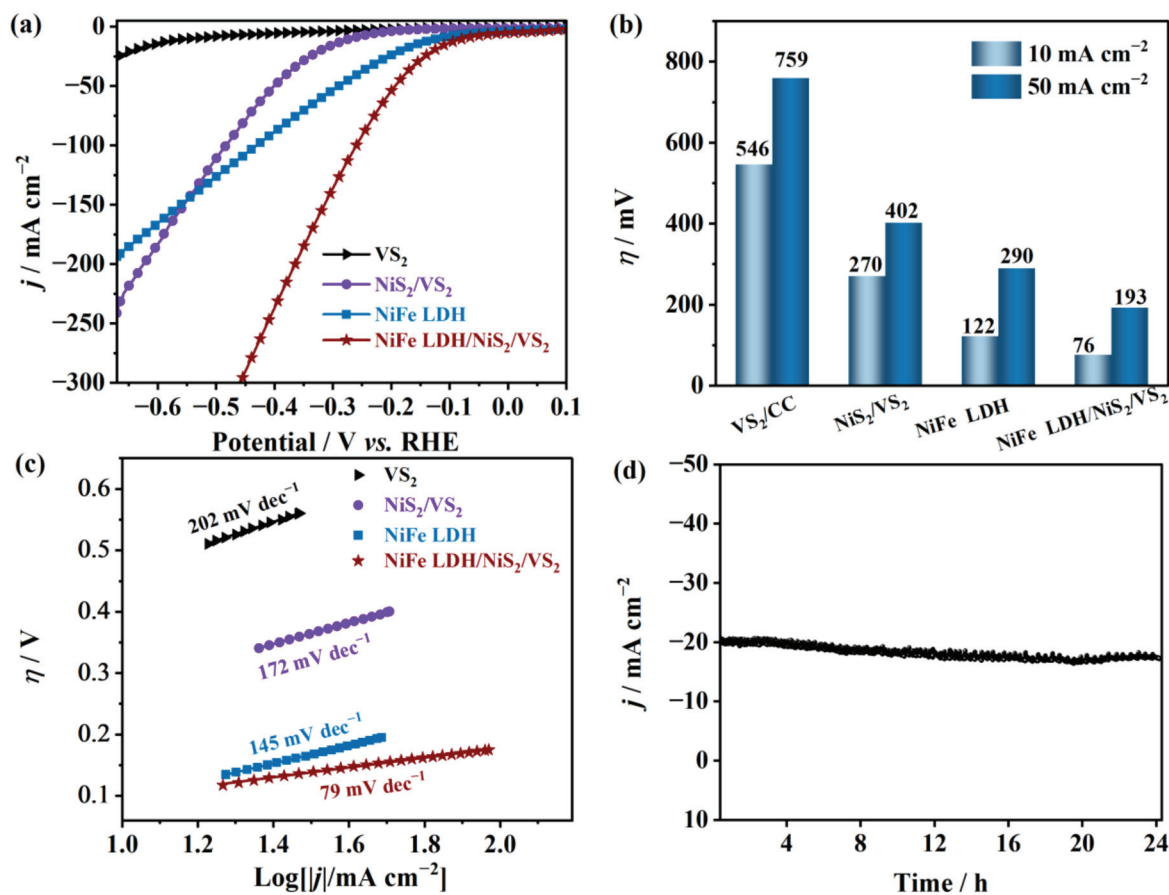 (a)
0
−50
−100
−150
−200
−250
−300
j / mA cm⁻²
VS₂
NiS₂/VS₂
NiFe LDH
NiFe LDH/NiS₂/VS₂
−0.6 −0.5 −0.4 −0.3 −0.2 −0.1 0.0 0.1
Potential / V vs. RHE
(b)
800
600
400
200
0
η / mV
10 mA cm⁻²
50 mA cm⁻²
546
759
270
402
122
290
76
193
VS₂/CC
NiS₂/VS₂
NiFe LDH
NiFe LDH/NiS₂/VS₂
(c)
0.6
0.5
0.4
0.3
0.2
0.1
η / V
VS₂
NiS₂/VS₂
NiFe LDH
NiFe LDH/NiS₂/VS₂
202 mV dec⁻¹
172 mV dec⁻¹
145 mV dec⁻¹
79 mV dec⁻¹
1.0 1.2 1.4 1.6 1.8 2.0
Log[|j|/mA cm⁻²]
(d)
−50
−40
−30
−20
−10
0
10
j / mA cm⁻²
4 8 12 16 20 24
Time / h